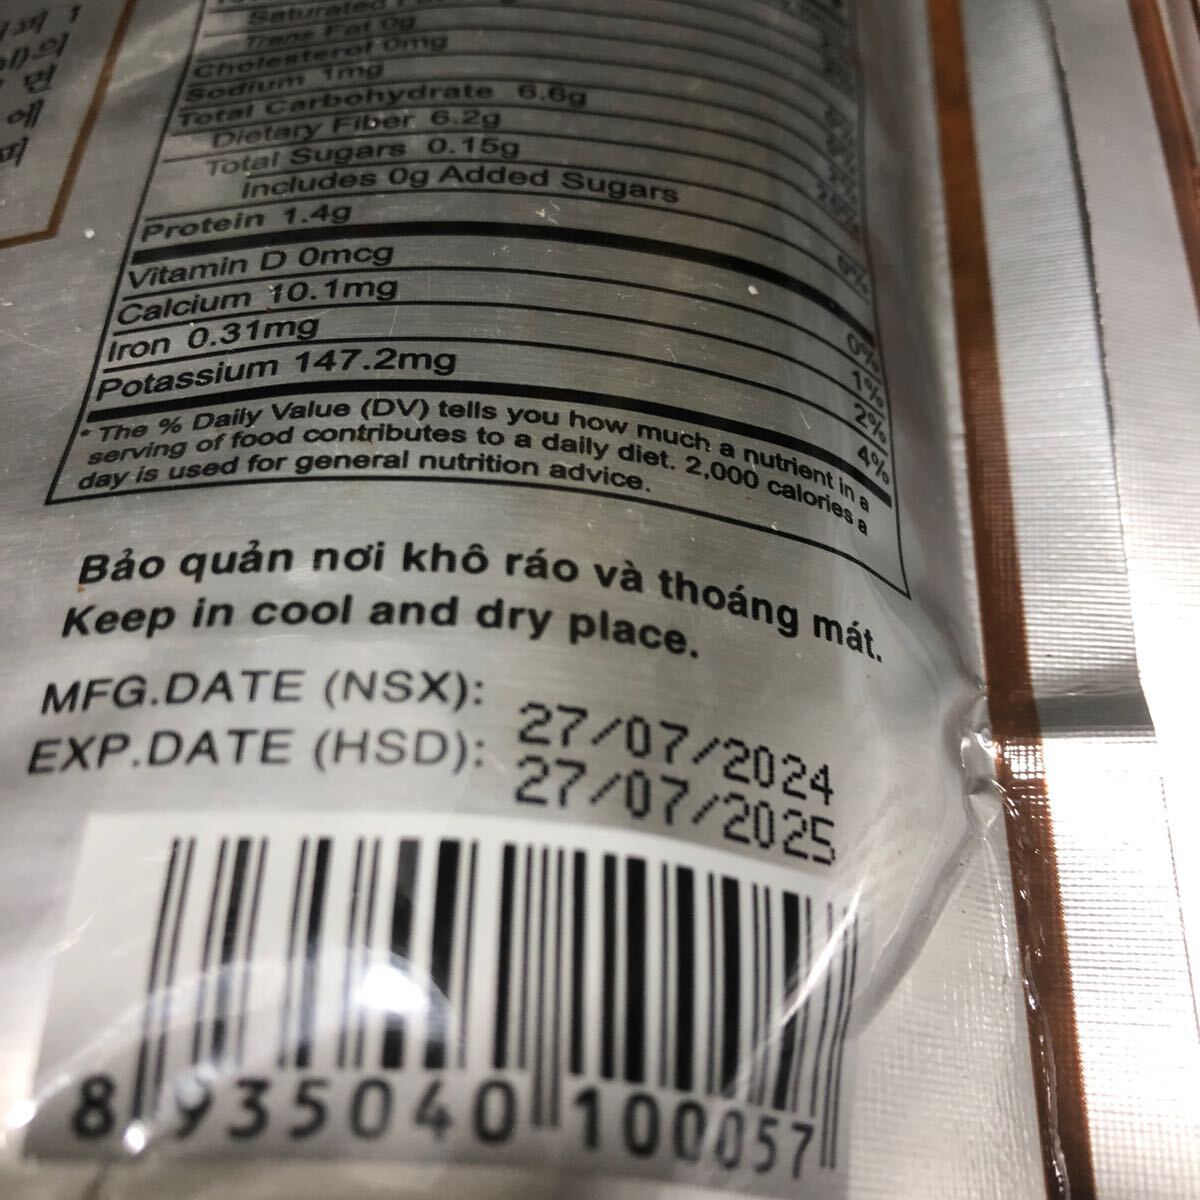 에
Saturated
Trans Fat 0g
Cholesterol 0mg
Sodium 1mg
Total Carbohydrate 6.6g
Dietary Fiber 6.2g
Total Sugars 0.15g
Includes 0g Added Sugars
Protein 1.4g 0%
Vitamin D 0mcg 0%
Calcium 10.1mg 1%
Iron 0.31mg 2%
Potassium 147.2mg 4%
* The % Daily Value (DV) tells you how much a nutrient in a
serving of food contributes to a daily diet. 2,000 calories a
day is used for general nutrition advice.
Bảo quản nơi khô ráo và thoáng mát.
Keep in cool and dry place.
MFG.DATE (NSX): 27/07/2024
EXP.DATE (HSD): 27/07/2025
8 935040 100057